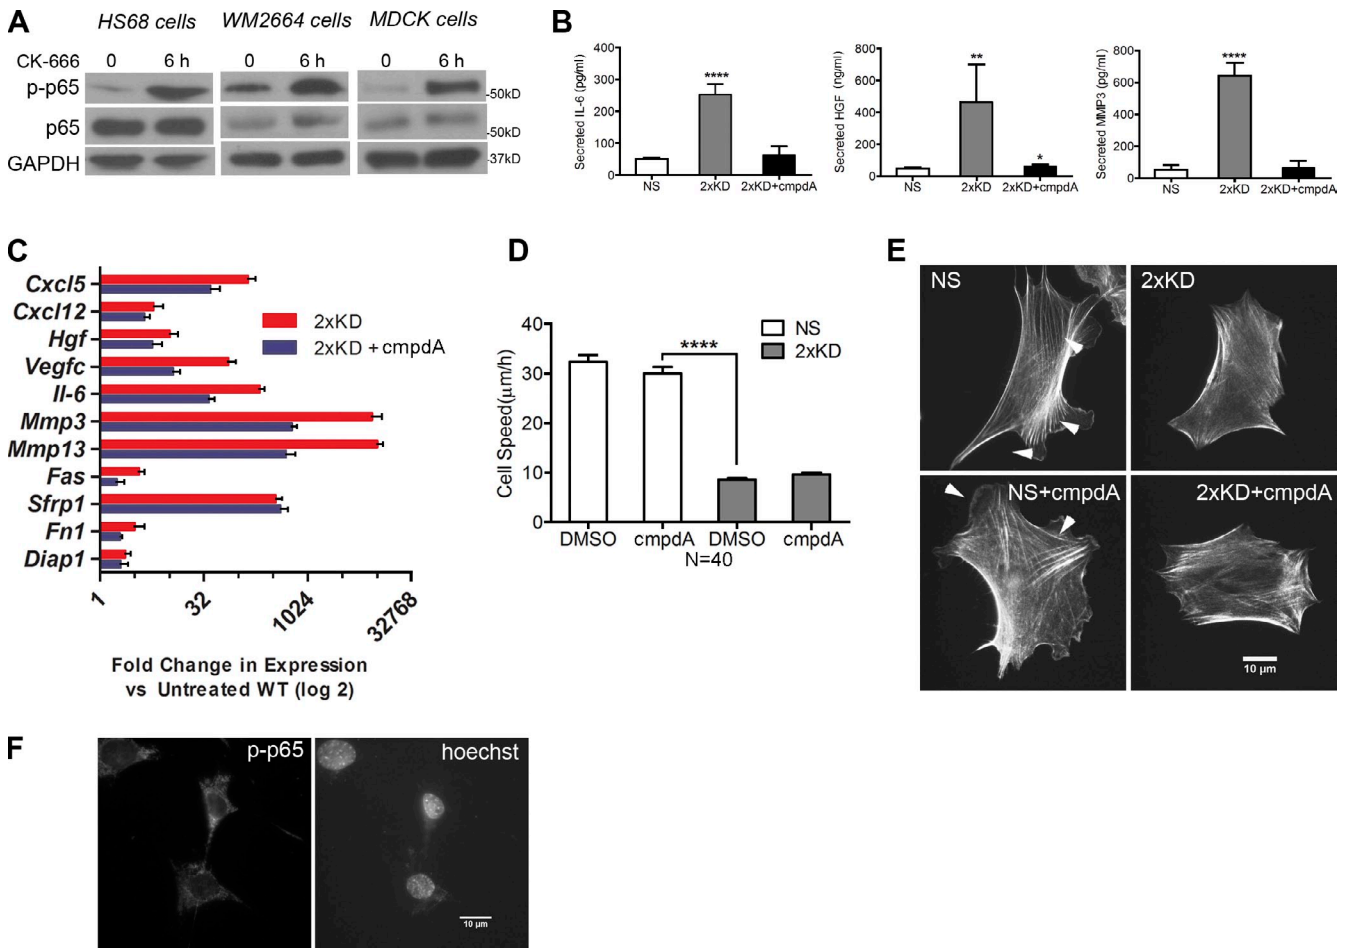 A
HS68 cells WM2664 cells MDCK cells
CK-666 0 6 h 0 6 h 0 6 h
p-p65
-50kD
p65
-50kD
GAPDH
-37kD
B
Secreted IL-6 (pg/ml)
400
300
200
100
0
****
NS 2xKD 2xKD+cmpdA
Secreted HGF (ng/ml)
800
600
400
200
0
**
*
NS 2xKD 2xKD+cmpdA
Secreted MMP3 (pg/ml)
800
600
400
200
0
****
NS 2xKD 2xKD+cmpdA
C
Cxcl5
Cxcl12
Hgf
Vegfc
Il-6
Mmp3
Mmp13
Fas
Sfrp1
Fn1
Diap1
2xKD
2xKD + cmpdA
1 32 1024 32768
Fold Change in Expression
vs Untreated WT (log 2)
D
Cell Speed(µm/h)
40
30
20
10
0
****
NS
2xKD
DMSO cmpdA DMSO cmpdA
N=40
E
NS 2xKD
NS+cmpdA 2xKD+cmpdA
10 µm
F
p-p65 hoechst
10 µm